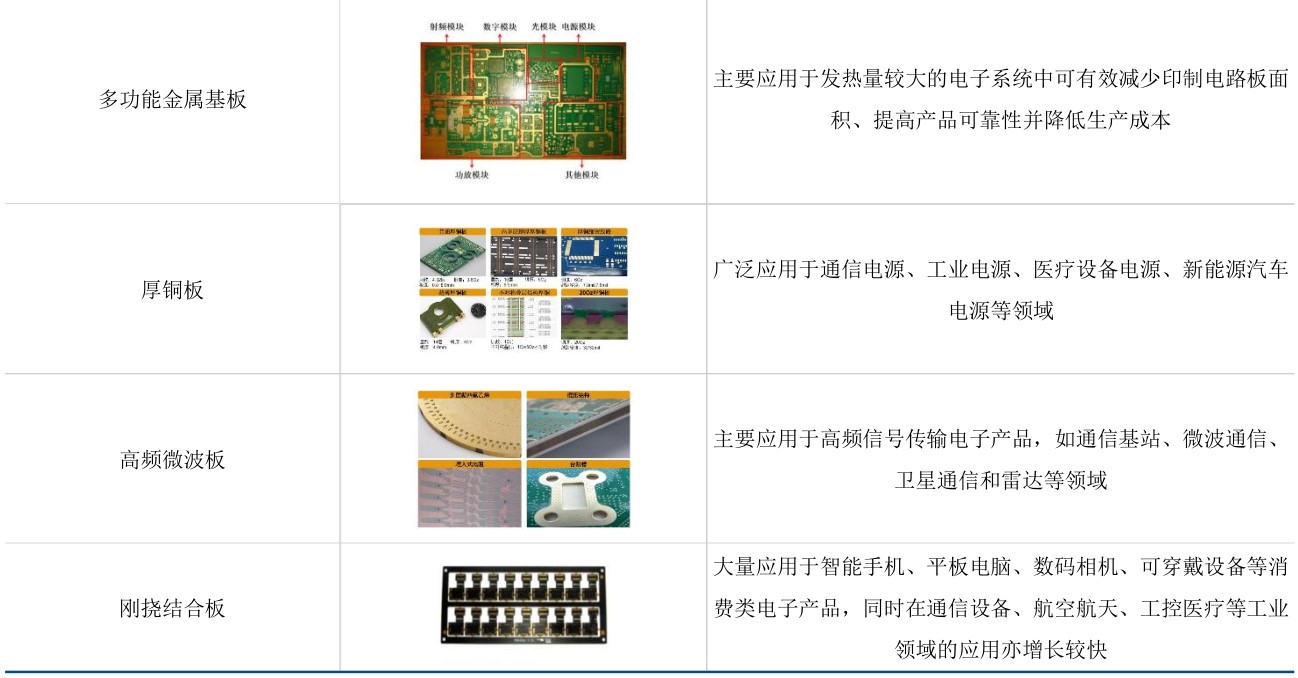 射频模块 数字模块 光模块 电源模块
多功能金属基板
主要应用于发热量较大的电子系统中可有效减少印制电路板面
积、提高产品可靠性并降低生产成本
功放模块 其他模块
厚铜板
广泛应用于通信电源、工业电源、医疗设备电源、新能源汽车
电源等领域
高频微波板
主要应用于高频信号传输电子产品，如通信基站、微波通信、
卫星通信和雷达等领域
刚挠结合板
大量应用于智能手机、平板电脑、数码相机、可穿戴设备等消
费类电子产品，同时在通信设备、航空航天、工控医疗等工业
领域的应用亦增长较快